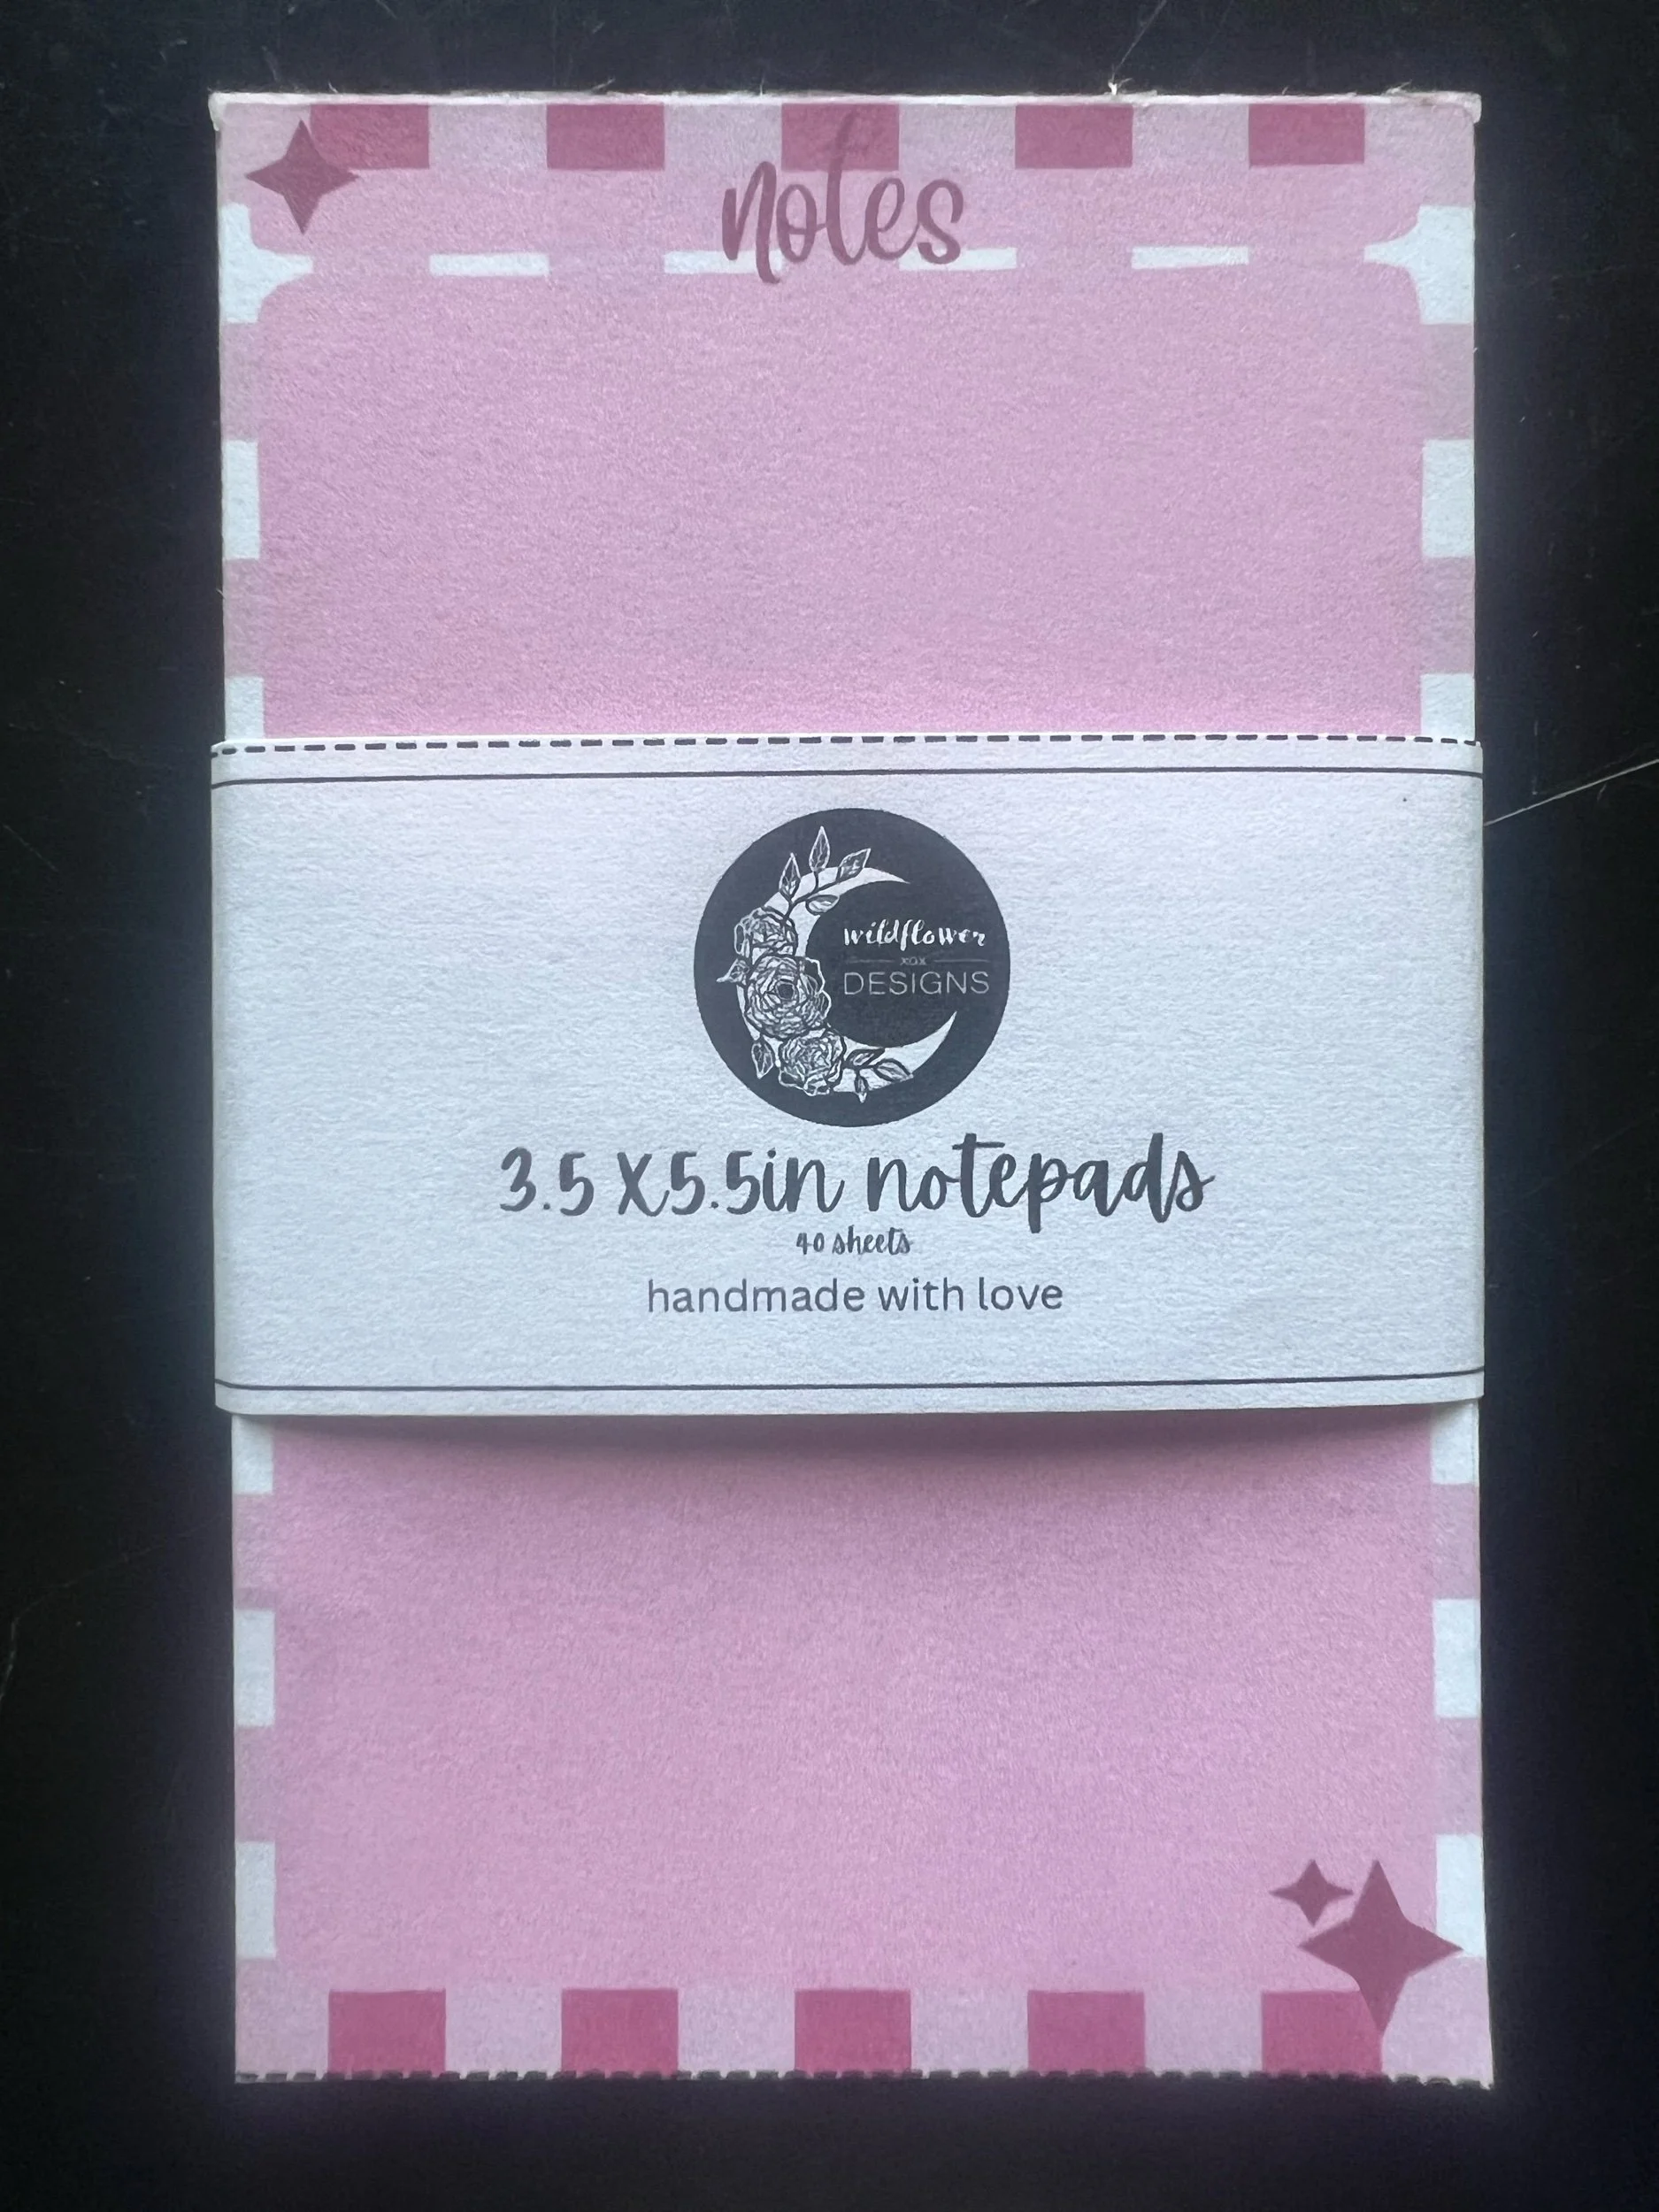 notes
wildflower
xox
DESIGNS
3.5 X 5.5in notepads
40 sheets
handmade with love